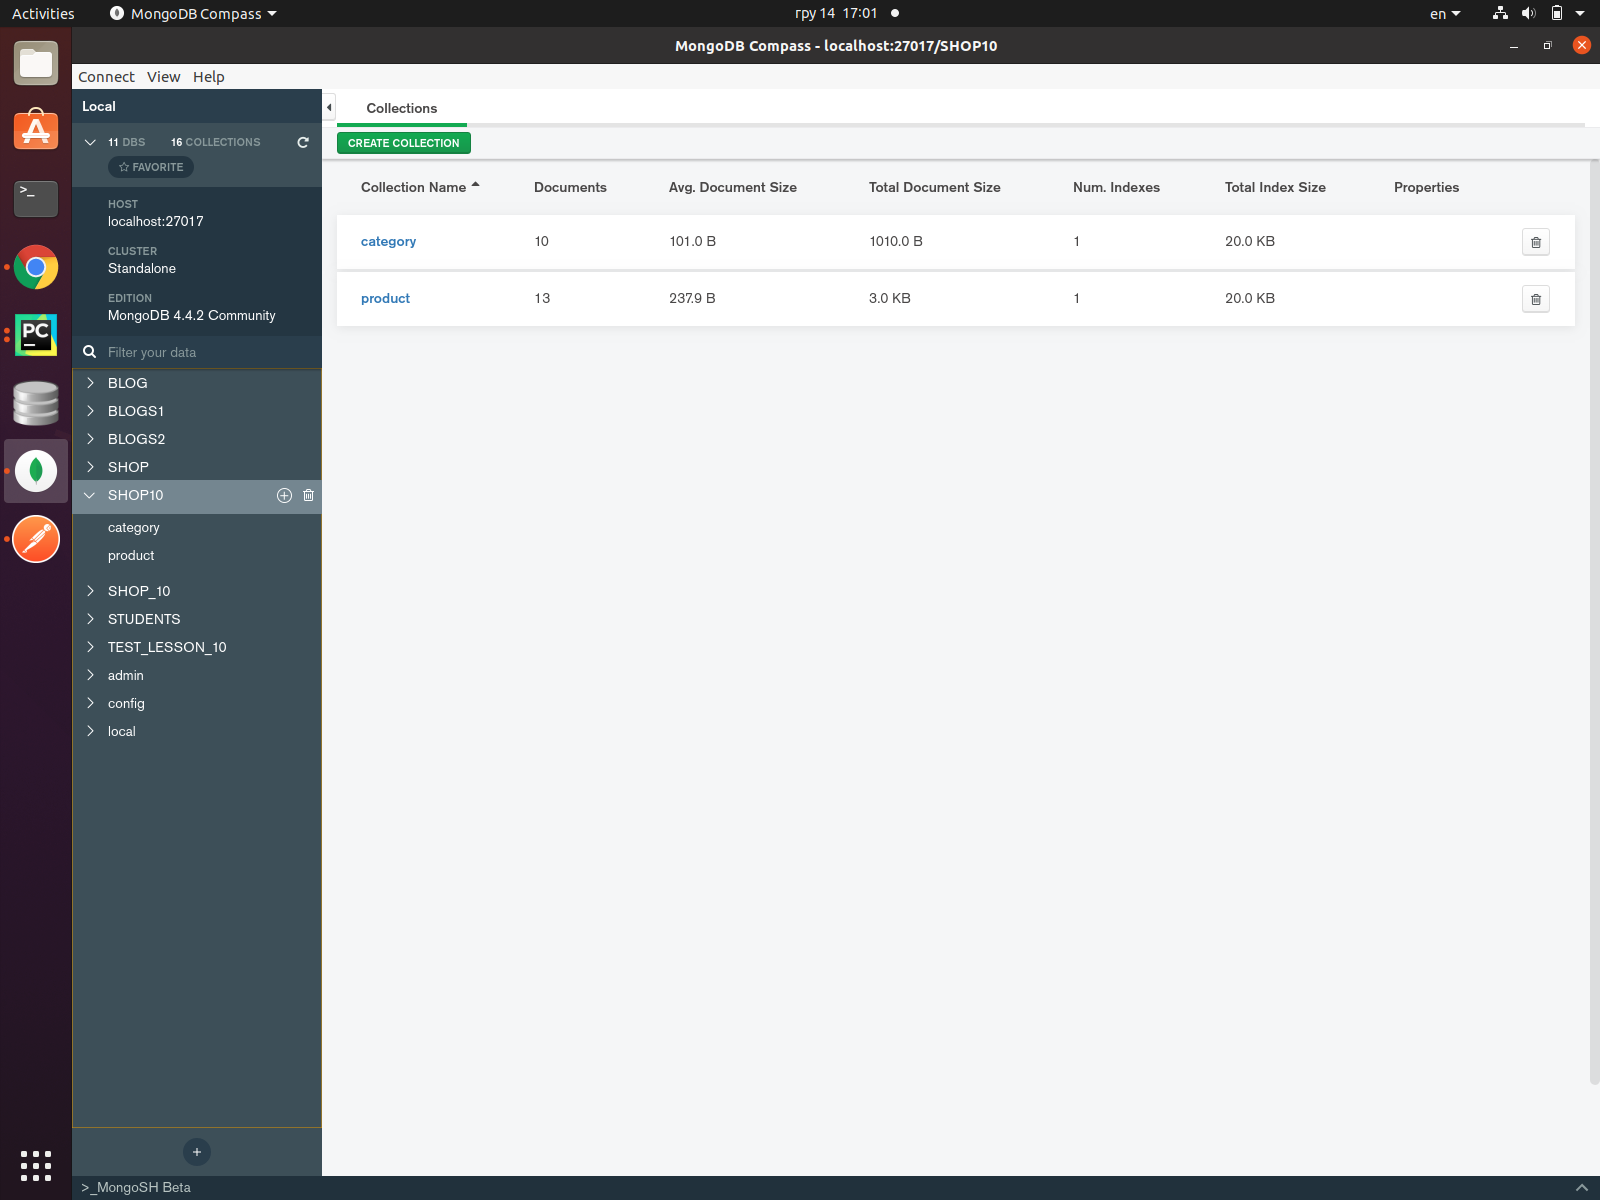 Activities MongoDB Compass гру 14 17:01 en
MongoDB Compass - localhost:27017/SHOP10
Connect View Help
Local
11 DBS 16 COLLECTIONS
FAVORITE
HOST
localhost:27017
CLUSTER
Standalone
EDITION
MongoDB 4.4.2 Community
Filter your data
BLOG
BLOGS1
BLOGS2
SHOP
SHOP10
category
product
SHOP_10
STUDENTS
TEST_LESSON_10
admin
config
local
>_MongoSH Beta
Collections
CREATE COLLECTION
Collection Name Documents Avg. Document Size Total Document Size Num. Indexes Total Index Size Properties
category 10 101.0 B 1010.0 B 1 20.0 KB
product 13 237.9 B 3.0 KB 1 20.0 KB
>_
PC